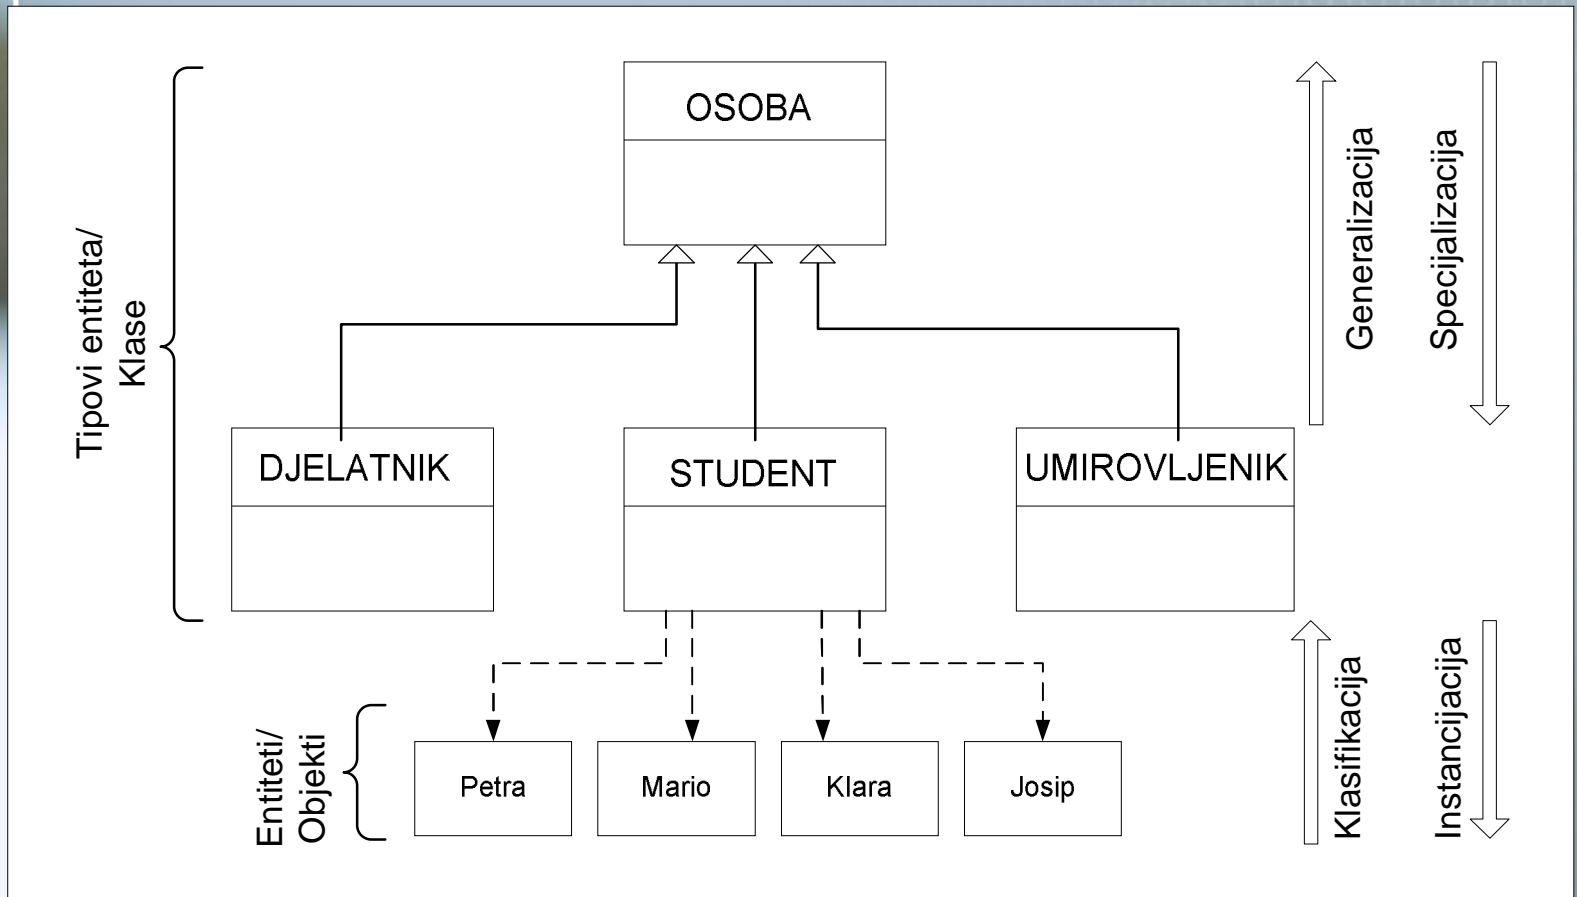 OSOBA
Generalizacija
Specijalizacija
Tipovi entiteta/
Klase
DJELATNIK
STUDENT
UMIROVLJENIK
Entiteti/
Objekti
Petra
Mario
Klara
Josip
Klasifikacija
Instancijacija